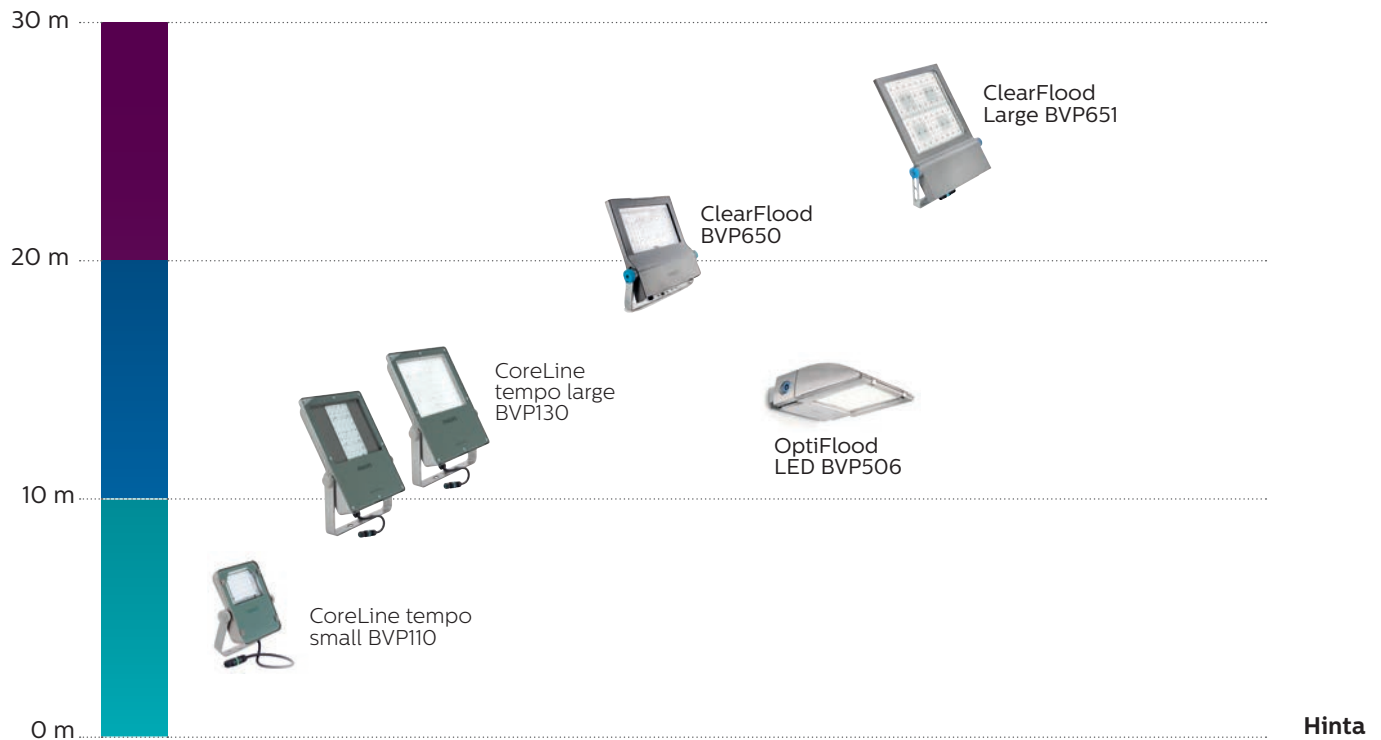 30 m
ClearFlood
Large BVP651
ClearFlood
BVP650
20 m
CoreLine
tempo large
BVP130
OptiFlood
LED BVP506
10 m
CoreLine tempo
small BVP110
0 m
Hinta